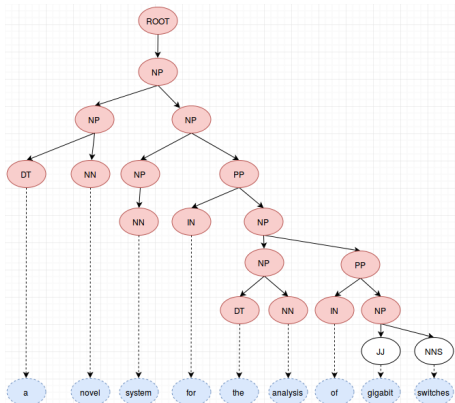 ROOT
NP
NP NP
DT NN NP PP
NN IN NP
NP PP
DT NN IN NP
JJ NNS
a novel system for the analysis of gigabit switches